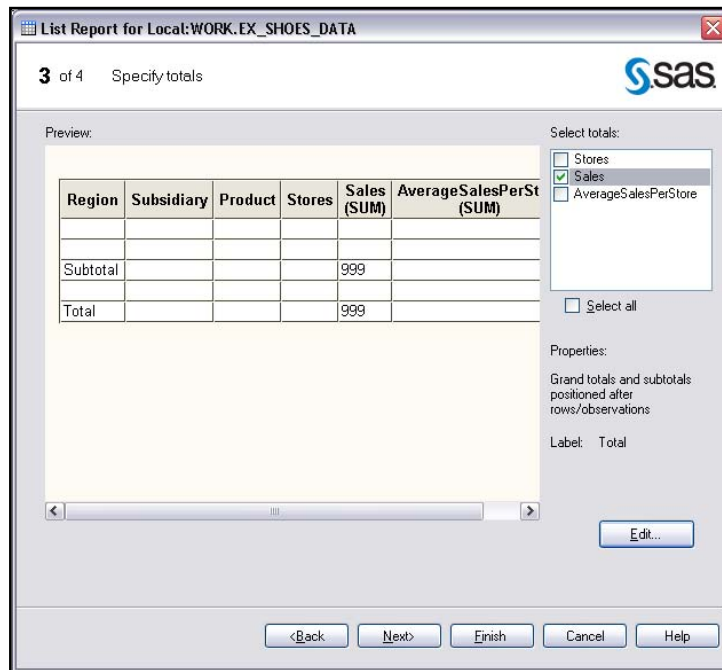 List Report for Local:WORK.EX_SHOES_DATA
3 of 4 Specify totals
sas.
Preview:
Region Subsidiary Product Stores Sales (SUM) AverageSalesPerSt (SUM)
Subtotal 999
Total 999
Select totals:
Stores
Sales
AverageSalesPerStore
Select all
Properties:
Grand totals and subtotals
positioned after
rows/observations
Label: Total
Edit...
<Back Next> Finish Cancel Help